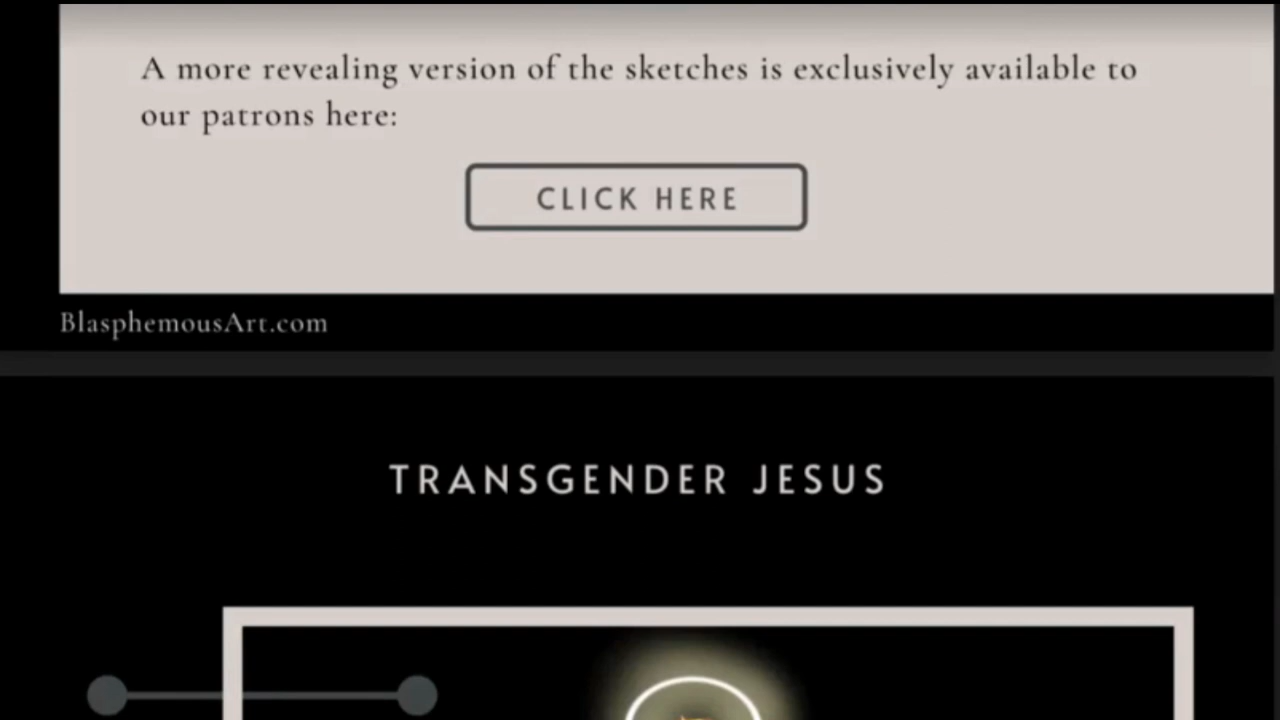 A more revealing version of the sketches is exclusively available to
our patrons here:
CLICK HERE
BlasphemousArt.com
TRANSGENDER JESUS